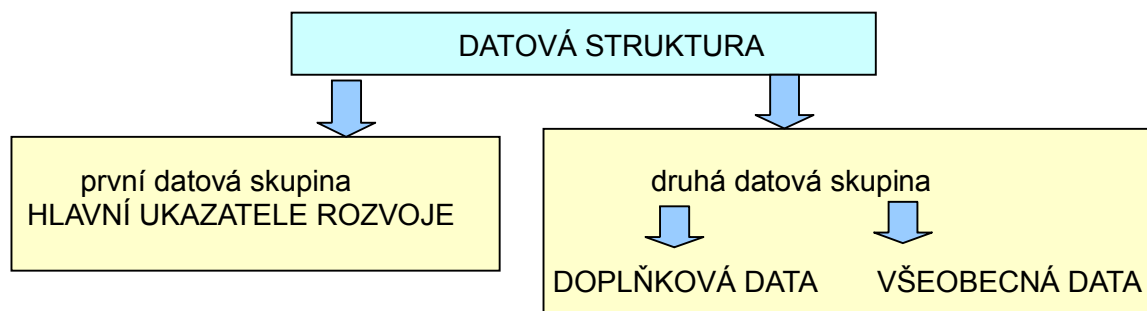 DATOVÁ STRUKTURA
první datová skupina
HLAVNÍ UKAZATELE ROZVOJE
druhá datová skupina
DOPLŇKOVÁ DATA
VŠEOBECNÁ DATA